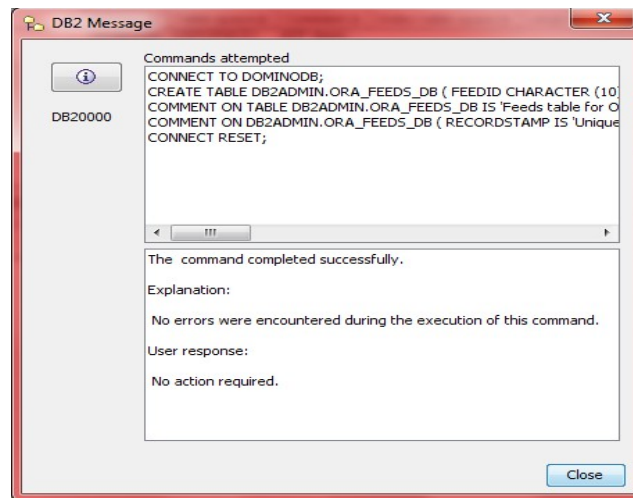 DB2 Message
Commands attempted
CONNECT TO DOMINODB;
CREATE TABLE DB2ADMIN.ORA_FEEDS_DB ( FEEDID CHARACTER (10)
COMMENT ON TABLE DB2ADMIN.ORA_FEEDS_DB IS 'Feeds table for O
COMMENT ON DB2ADMIN.ORA_FEEDS_DB ( RECORDSTAMP IS 'Unique
CONNECT RESET;
DB20000
The command completed successfully.
Explanation:
No errors were encountered during the execution of this command.
User response:
No action required.
Close